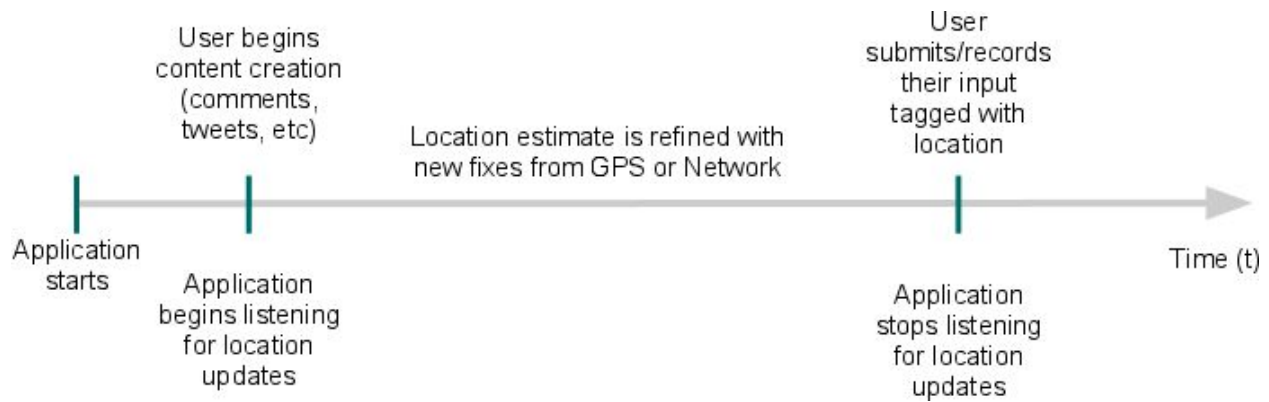 User begins
content creation
(comments,
tweets, etc)
Location estimate is refined with
new fixes from GPS or Network
User
submits/records
their input
tagged with
location
Application
starts
Application
begins listening
for location
updates
Application
stops listening
for location
updates
Time (t)